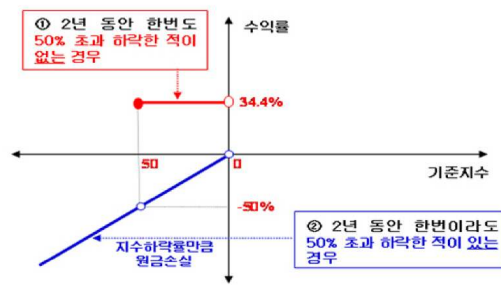 ① 2년 동안 한번도
50% 초과 하락한 적이
없는 경우
수익률
34.4%
50
0
기준지수
-50%
지수하락률만큼
원금손실
② 2년 동안 한번이라도
50% 초과 하락한 적이 있는
경우